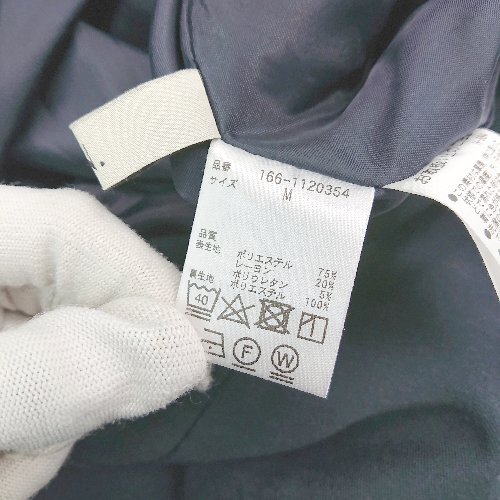 品番 166-1120354
サイズ M
品質
表生地 ポリエステル 75%
レーヨン 20%
ポリウレタン 5%
裏生地 ポリエステル 100%
40
F W